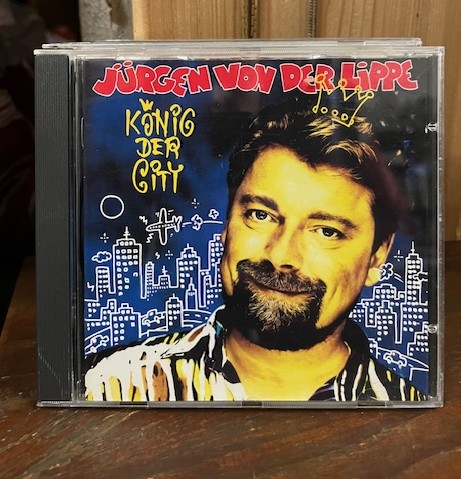 JÜRGEN VON DER LIPPE
KÖNIG
DER
CITY